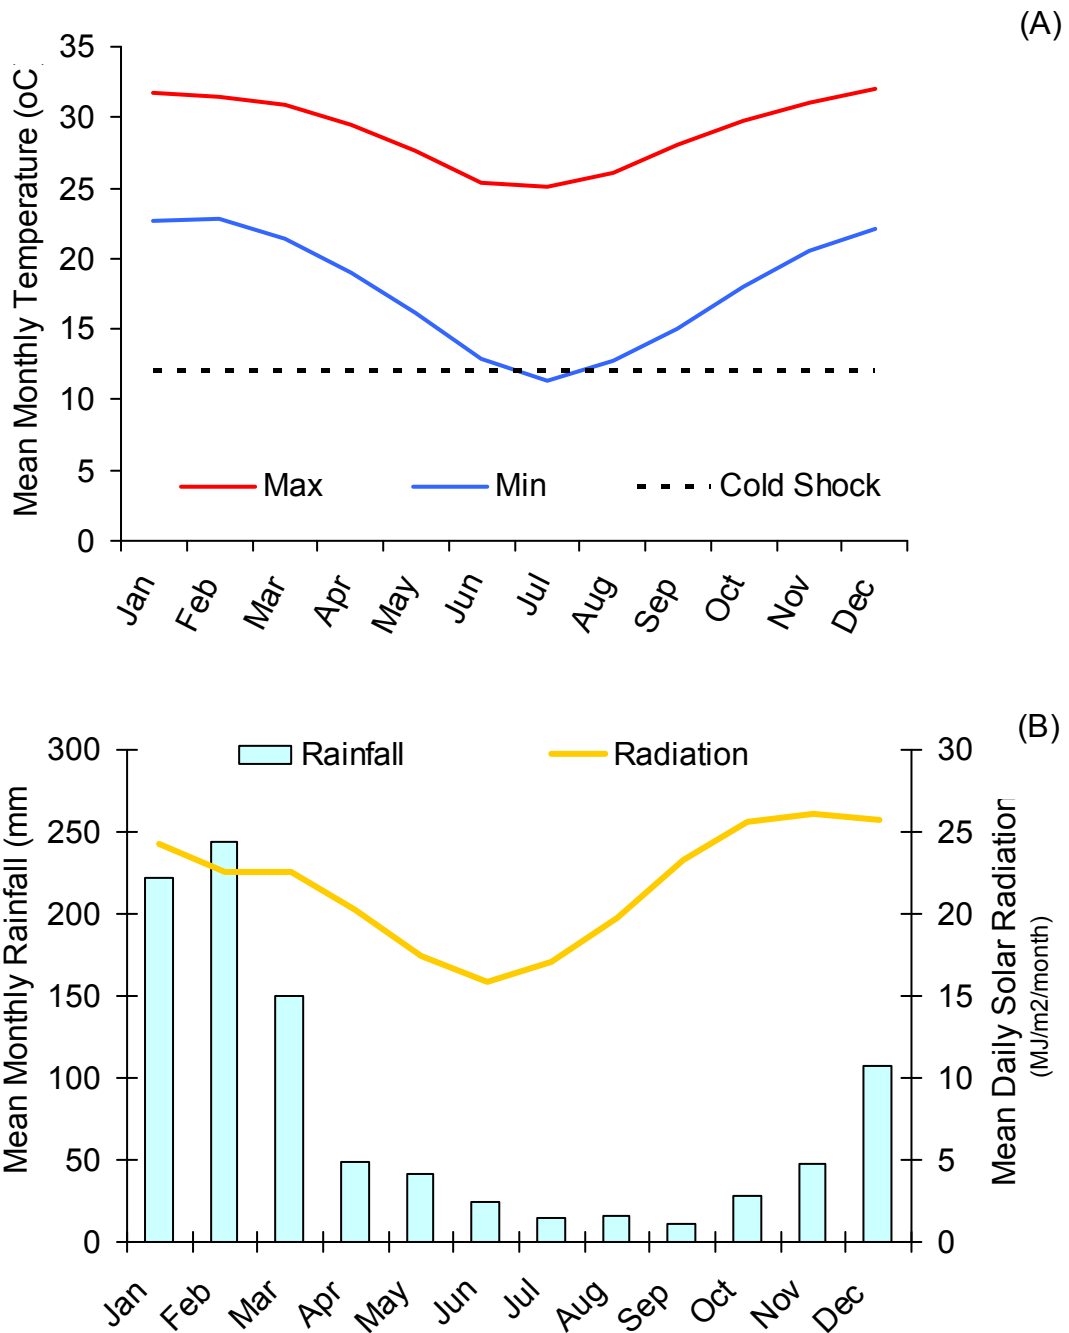 (A)
Mean Monthly Temperature (oC)
35
30
25
20
15
10
5
0
Max
Min
Cold Shock
Jan
Feb
Mar
Apr
May
Jun
Jul
Aug
Sep
Oct
Nov
Dec
(B)
Mean Monthly Rainfall (mm
300
250
200
150
100
50
0
Rainfall
Radiation
30
25
20
15
10
5
0
Mean Daily Solar Radiation
(MJ/m2/month)
Jan
Feb
Mar
Apr
May
Jun
Jul
Aug
Sep
Oct
Nov
Dec